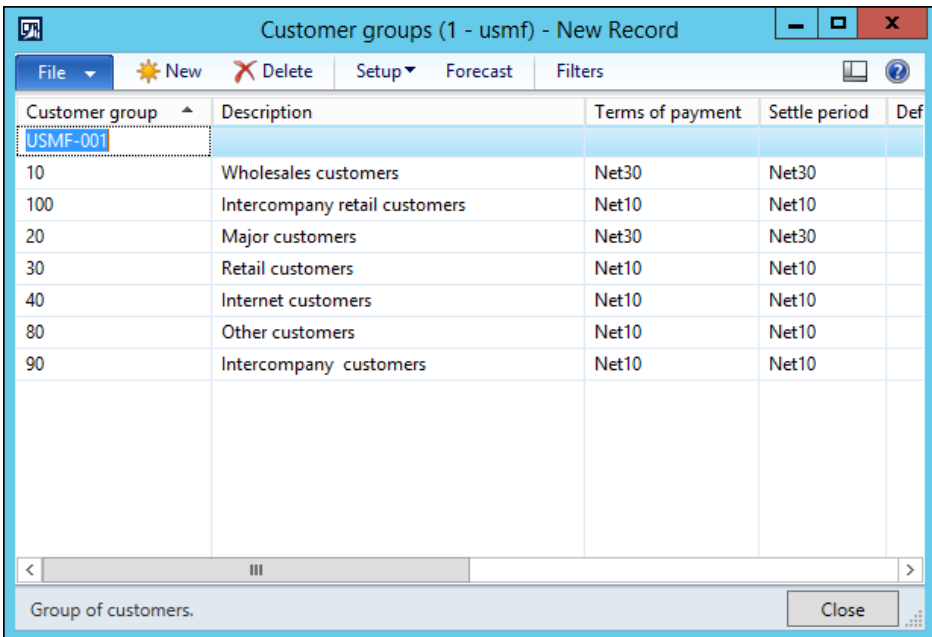 Customer groups (1 - usmf) - New Record
File New Delete Setup Forecast Filters
Customer group Description Terms of payment Settle period Def
USMF-001
10 Wholesales customers Net30 Net30
100 Intercompany retail customers Net10 Net10
20 Major customers Net30 Net30
30 Retail customers Net10 Net10
40 Internet customers Net10 Net10
80 Other customers Net10 Net10
90 Intercompany  customers Net10 Net10
Group of customers. Close